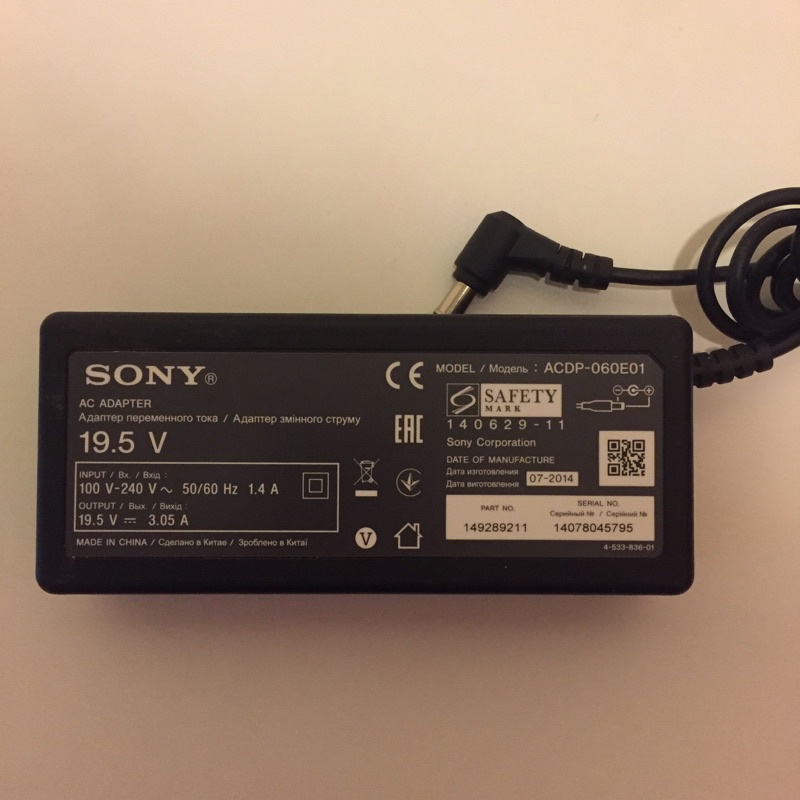 SONY®
AC ADAPTER
Адаптер переменного тока / Адаптер змінного струму
19.5 V
INPUT / Вх. / Вхід :
100 V-240 V ~ 50/60 Hz 1.4 A
OUTPUT / Вых. / Вихід :
19.5 V ⎓ 3.05 A
MADE IN CHINA / Сделано в Китае / Зроблено в Китаї
CE
EAC
V
MODEL / Модель : ACDP-060E01
S SAFETY
MARK
140629-11
Sony Corporation
DATE OF MANUFACTURE
Дата изготовления
Дата виготовлення
07-2014
PART NO.
149289211
SERIAL NO.
Серийный № / Серійний №
14078045795
4-533-836-01